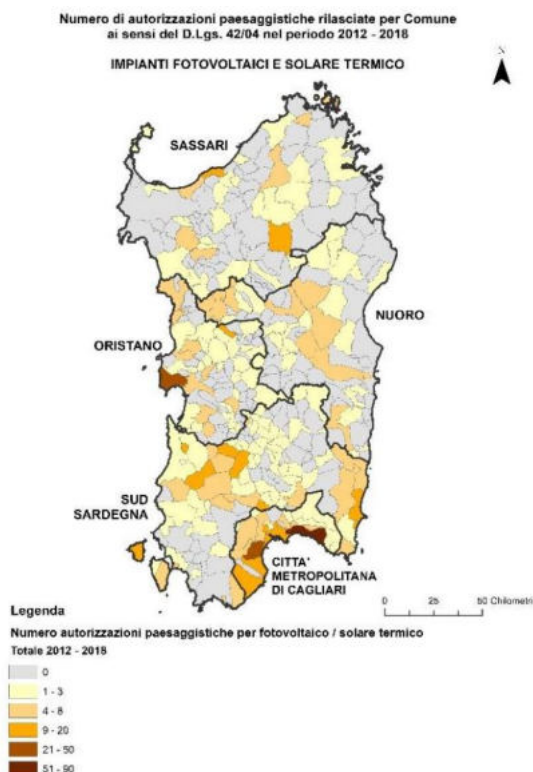 Numero di autorizzazioni paesaggistiche rilasciate per Comune
ai sensi del D.Lgs. 42/04 nel periodo 2012 - 2018
IMPIANTI FOTOVOLTAICI E SOLARE TERMICO
N
SASSARI
NUORO
ORISTANO
SUD
SARDEGNA
CITTA'
METROPOLITANA
DI CAGLIARI
0 25 50 Chilometri
Legenda
Numero autorizzazioni paesaggistiche per fotovoltaico / solare termico
Totale 2012 - 2018
0
1 - 3
4 - 8
9 - 20
21 - 50
51 - 90